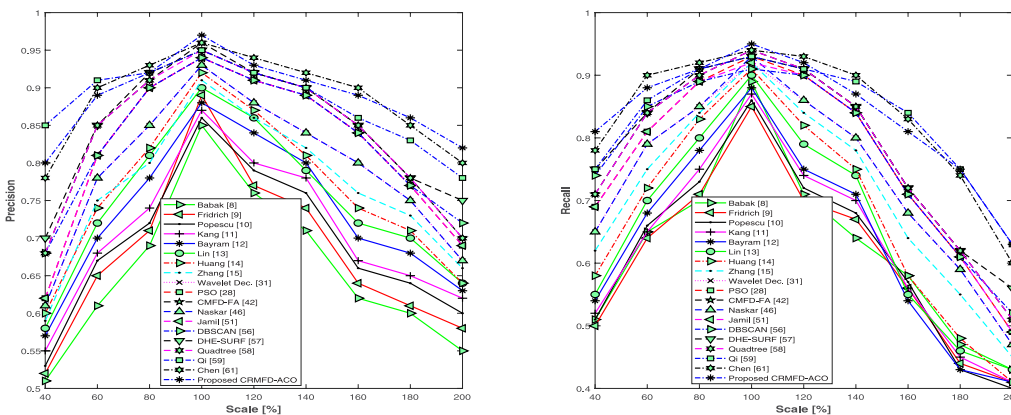 1
0.95
0.9
0.85
0.8
0.75
0.7
0.65
0.6
0.55
0.5
Precision
40 60 80 100 120 140 160 180 200
Scale [%]
Babak [8]
Fridrich [9]
Popescu [10]
Kang [11]
Bayram [12]
Lin [13]
Huang [14]
Zhang [15]
Wavelet Dec. [31]
PSO [28]
CMFD-FA [42]
Naskar [46]
Jamil [51]
DBSCAN [56]
DHE-SURF [57]
Quadtree [58]
Qi [59]
Chen [61]
Proposed CRMFD-ACO
1
0.9
0.8
0.7
0.6
0.5
0.4
Recall
40 60 80 100 120 140 160 180 200
Scale [%]
Babak [8]
Fridrich [9]
Popescu [10]
Kang [11]
Bayram [12]
Lin [13]
Huang [14]
Zhang [15]
Wavelet Dec. [31]
PSO [28]
CMFD-FA [42]
Naskar [46]
Jamil [51]
DBSCAN [56]
DHE-SURF [57]
Quadtree [58]
Qi [59]
Chen [61]
Proposed CRMFD-ACO